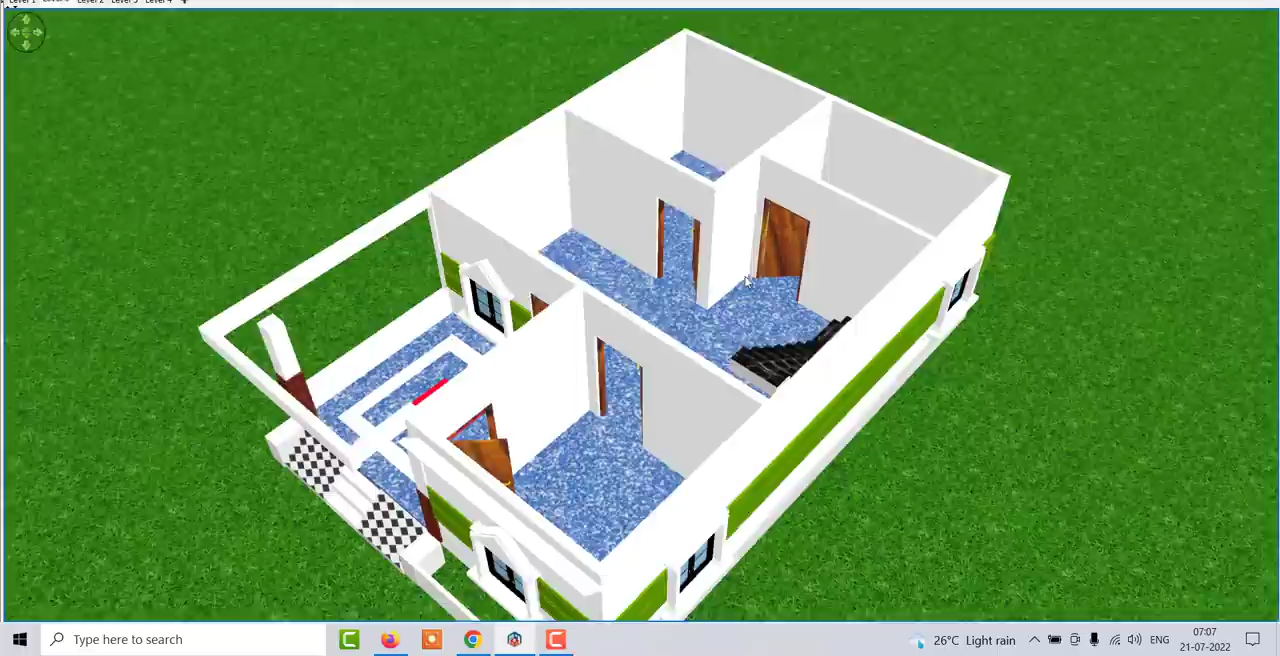 Level 2
Level 3
Level 4
Type here to search
26°C Light rain
ENG
07:07
21-07-2022